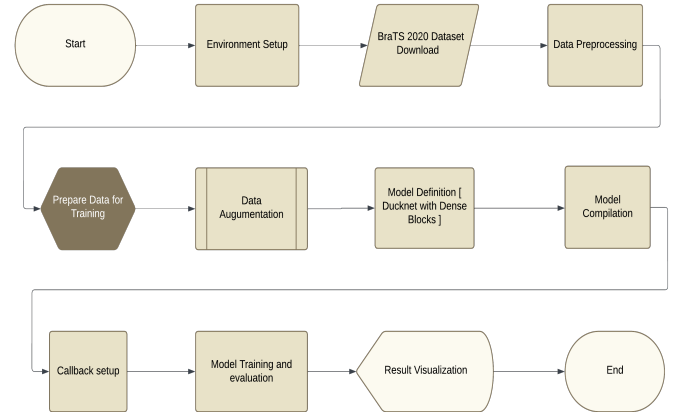 Start
Environment Setup
BraTS 2020 Dataset
Download
Data Preprocessing
Prepare Data for
Training
Data
Augumentation
Model Definition [
Ducknet with Dense
Blocks ]
Model
Compilation
Callback setup
Model Training and
evaluation
Result Visualization
End